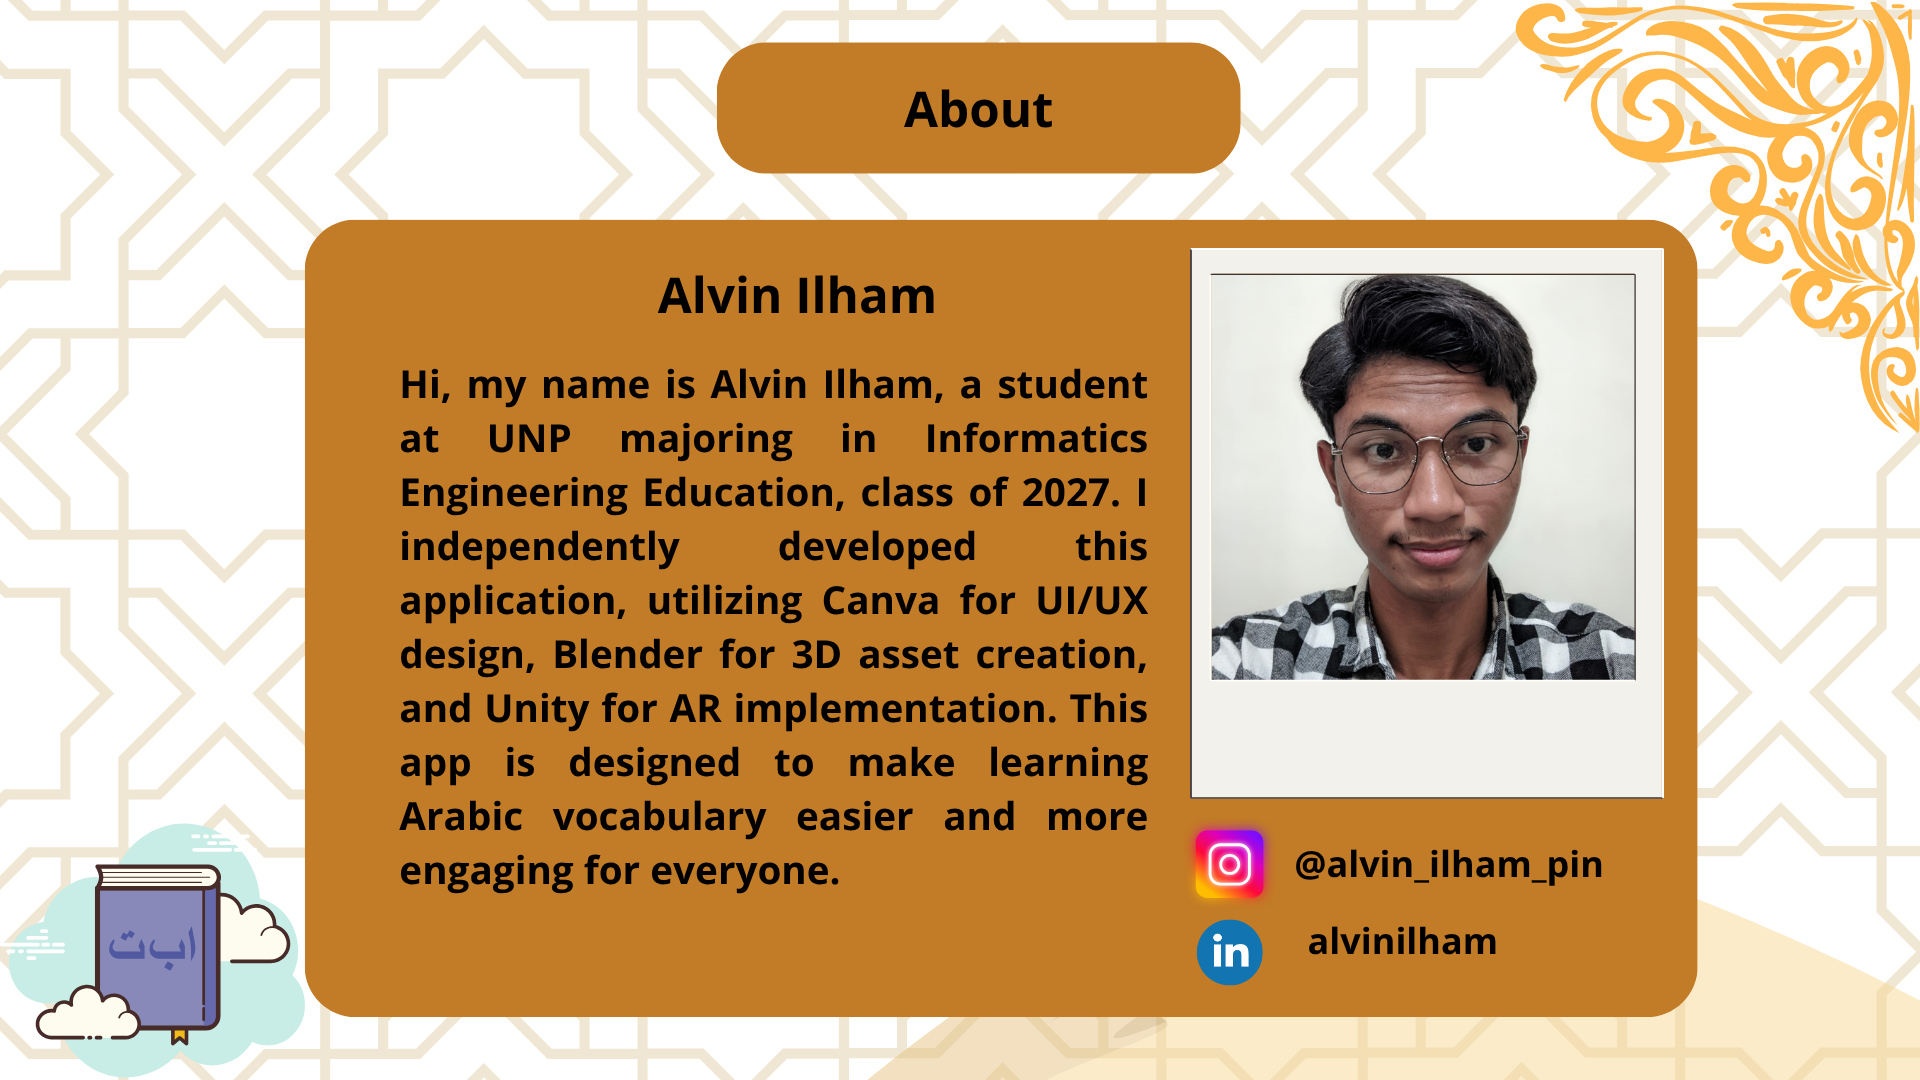 About
Alvin Ilham
Hi, my name is Alvin Ilham, a student
at UNP majoring in Informatics
Engineering Education, class of 2027. I
independently developed this
application, utilizing Canva for UI/UX
design, Blender for 3D asset creation,
and Unity for AR implementation. This
app is designed to make learning
Arabic vocabulary easier and more
engaging for everyone.
@alvin_ilham_pin
in
alvinilham
ا ب ت